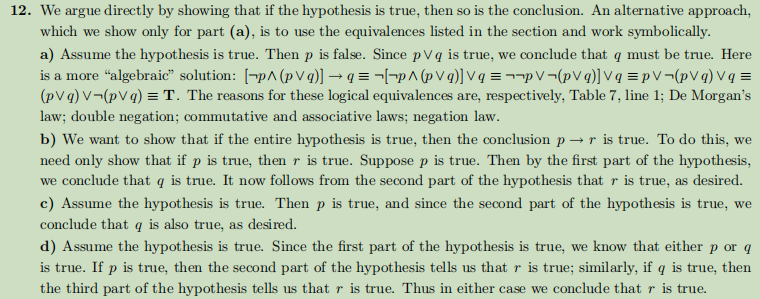 12. We argue directly by showing that if the hypothesis is true, then so is the conclusion. An alternative approach,
which we show only for part (a), is to use the equivalences listed in the section and work symbolically.
a) Assume the hypothesis is true. Then p is false. Since p∨q is true, we conclude that q must be true. Here
is a more “algebraic” solution: [¬p∧(p∨q)] → q ≡ ¬[¬p∧(p∨q)]∨q ≡ ¬¬p∨¬(p∨q)]∨q ≡ p∨¬(p∨q)∨q ≡
(p∨q)∨¬(p∨q) ≡ T. The reasons for these logical equivalences are, respectively, Table 7, line 1; De Morgan's
law; double negation; commutative and associative laws; negation law.
b) We want to show that if the entire hypothesis is true, then the conclusion p → r is true. To do this, we
need only show that if p is true, then r is true. Suppose p is true. Then by the first part of the hypothesis,
we conclude that q is true. It now follows from the second part of the hypothesis that r is true, as desired.
c) Assume the hypothesis is true. Then p is true, and since the second part of the hypothesis is true, we
conclude that q is also true, as desired.
d) Assume the hypothesis is true. Since the first part of the hypothesis is true, we know that either p or q
is true. If p is true, then the second part of the hypothesis tells us that r is true; similarly, if q is true, then
the third part of the hypothesis tells us that r is true. Thus in either case we conclude that r is true.